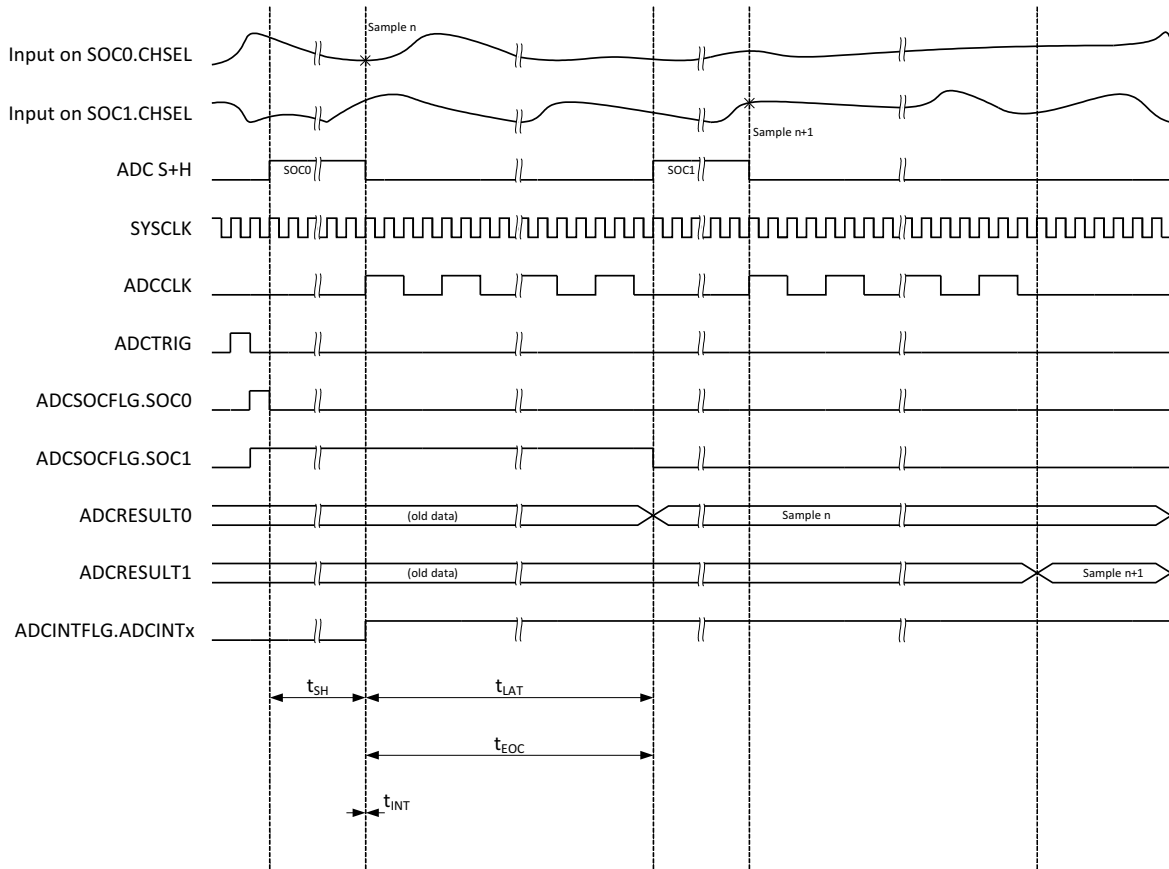 Sample n
Input on SOC0.CHSEL
Input on SOC1.CHSEL
Sample n+1
ADC S+H
SOC0
SOC1
SYSCLK
ADCCLK
ADCTRIG
ADCSOCFLG.SOC0
ADCSOCFLG.SOC1
ADCRESULT0
(old data)
Sample n
ADCRESULT1
(old data)
Sample n+1
ADCINTFLG.ADCINTx
tSH
tLAT
tEOC
tINT